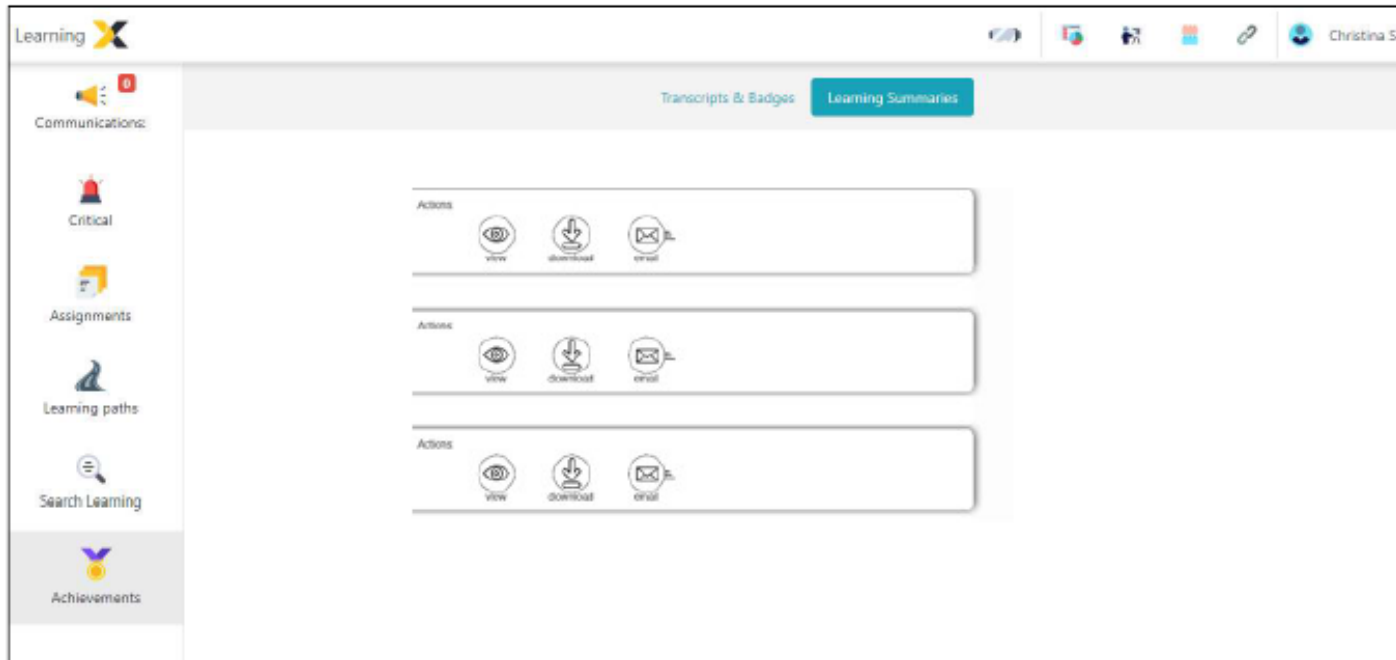 Learning X
Christina S
0
Communications:
Transcripts & Badges
Learning Summaries
Critical
Assignments
Learning paths
Search Learning
Achievements
Actions
view download email
Actions
view download email
Actions
view download email